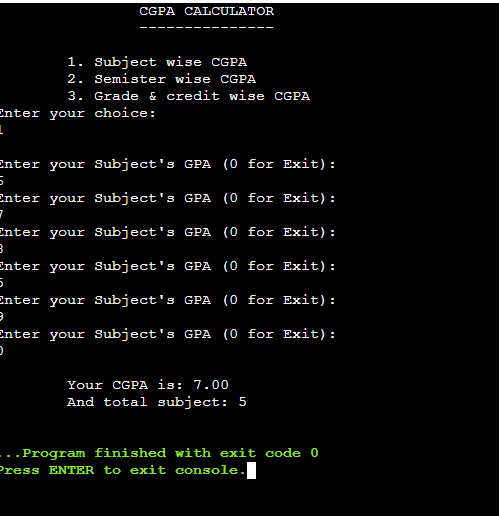 CGPA CALCULATOR
---------------
1. Subject wise CGPA
2. Semister wise CGPA
3. Grade & credit wise CGPA
Enter your choice:
1
Enter your Subject's GPA (0 for Exit):
Enter your Subject's GPA (0 for Exit):
7
Enter your Subject's GPA (0 for Exit):
8
Enter your Subject's GPA (0 for Exit):
Enter your Subject's GPA (0 for Exit):
9
Enter your Subject's GPA (0 for Exit):
0
Your CGPA is: 7.00
And total subject: 5
...Program finished with exit code 0
Press ENTER to exit console.